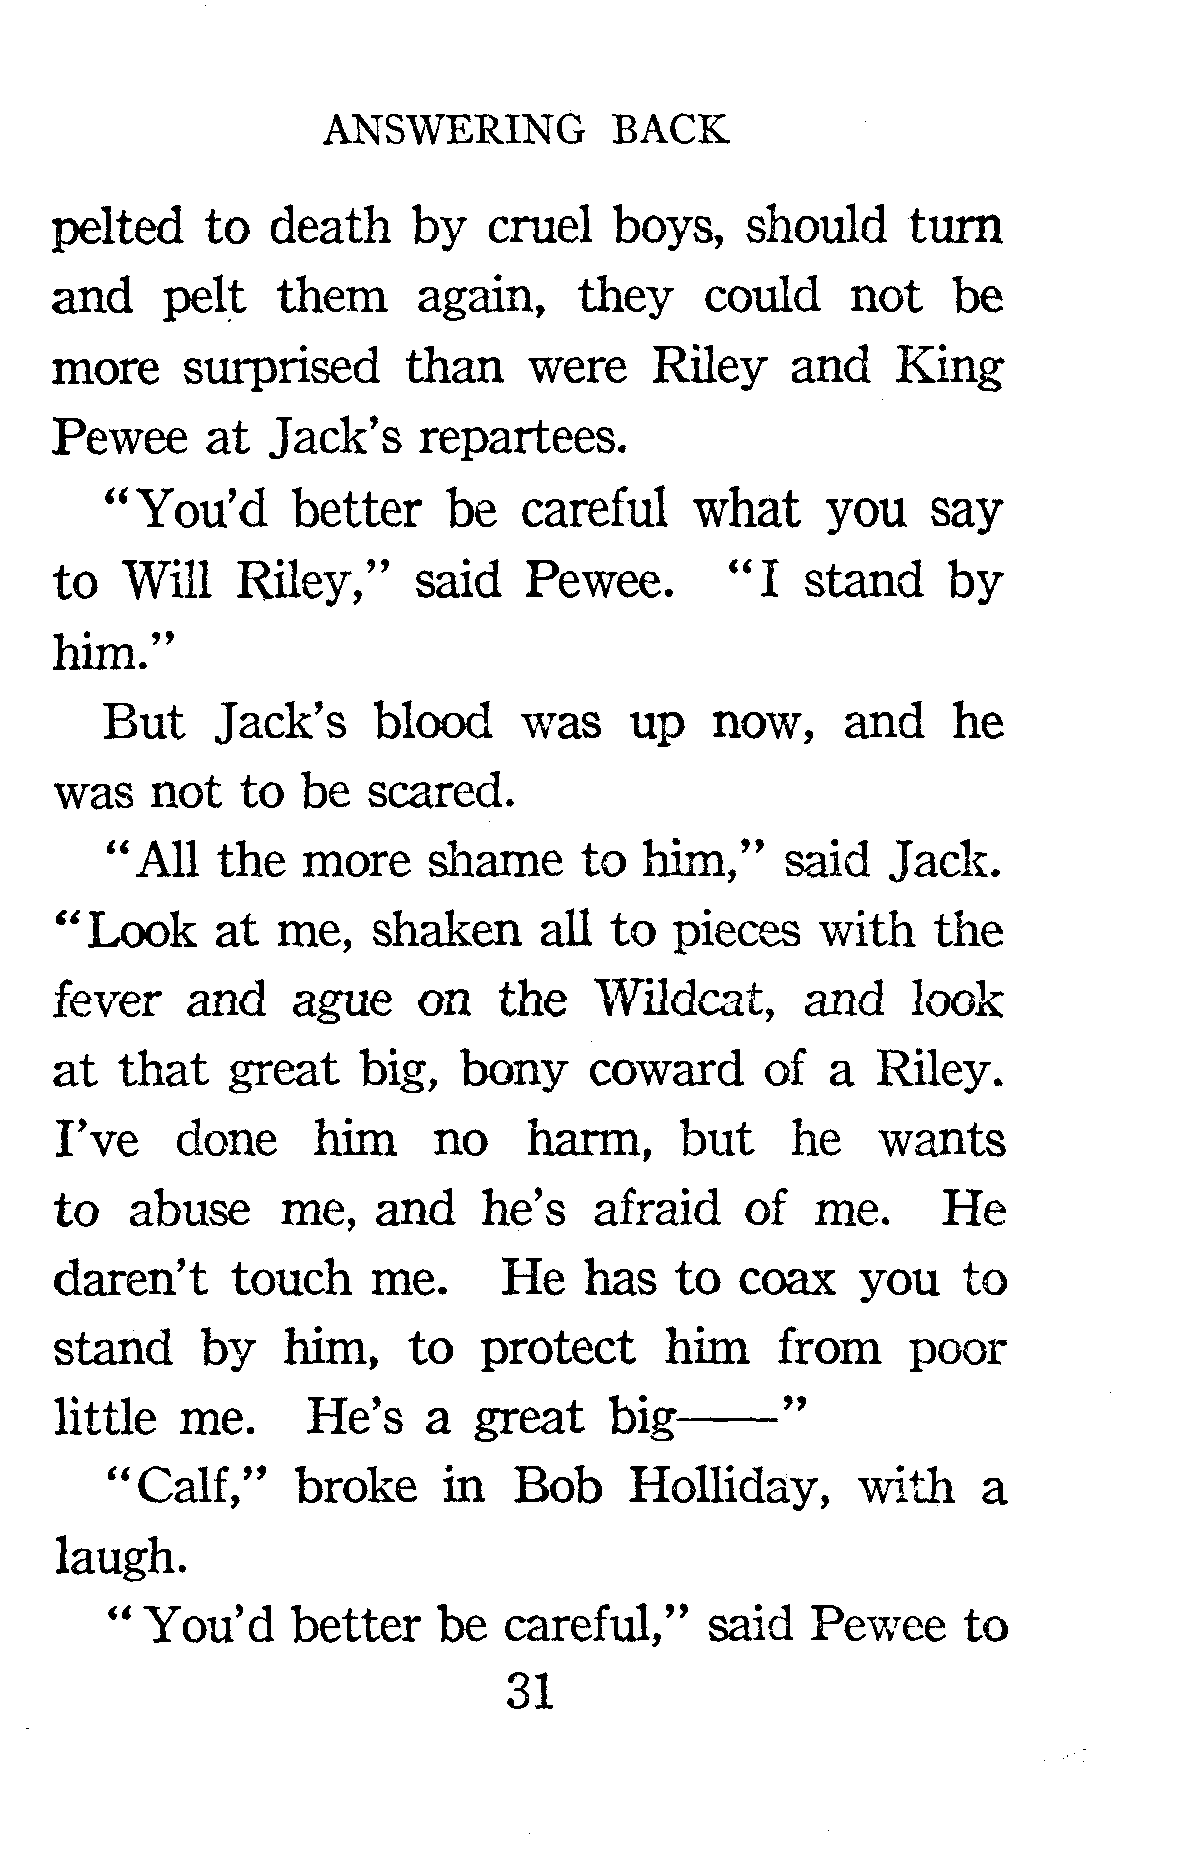 ANSWERING BACK
pelted to death by cruel boys, should turn
and pelt them again, they could not be
more surprised than were Riley and King
Pewee at Jack's repartees.
"You'd better be careful what you say
to Will Riley," said Pewee. "I stand by
him."
But Jack's blood was up now, and he
was not to be scared.
"All the more shame to him," said Jack.
"Look at me, shaken all to pieces with the
fever and ague on the Wildcat, and look
at that great big, bony coward of a Riley.
I've done him no harm, but he wants
to abuse me, and he's afraid of me. He
daren't touch me. He has to coax you to
stand by him, to protect him from poor
little me. He's a great big——"
"Calf," broke in Bob Holliday, with a
laugh.
"You'd better be careful," said Pewee to
31